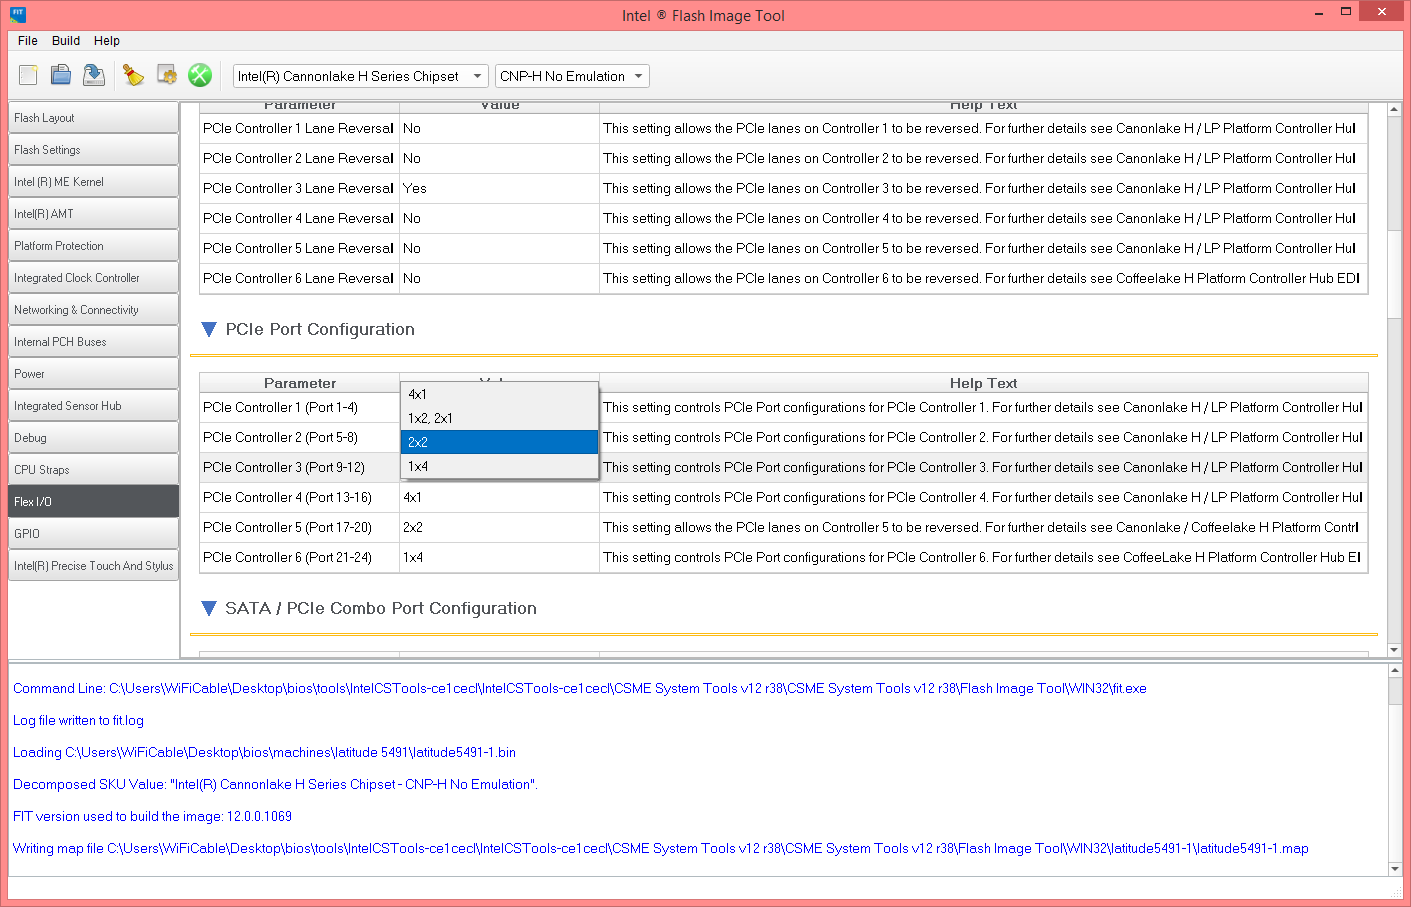 FIT
Intel ® Flash Image Tool
File Build Help
Intel(R) Cannonlake H Series Chipset
CNP-H No Emulation
Flash Layout
Flash Settings
Intel (R) ME Kernel
Intel(R) AMT
Platform Protection
Integrated Clock Controller
Networking & Connectivity
Internal PCH Buses
Power
Integrated Sensor Hub
Debug
CPU Straps
Flex I/O
GPIO
Intel(R) Precise Touch And Stylus
Parameter Value Help Text
PCIe Controller 1 Lane Reversal No This setting allows the PCIe lanes on Controller 1 to be reversed. For further details see Canonlake H / LP Platform Controller Hul
PCIe Controller 2 Lane Reversal No This setting allows the PCIe lanes on Controller 2 to be reversed. For further details see Canonlake H / LP Platform Controller Hul
PCIe Controller 3 Lane Reversal Yes This setting allows the PCIe lanes on Controller 3 to be reversed. For further details see Canonlake H / LP Platform Controller Hul
PCIe Controller 4 Lane Reversal No This setting allows the PCIe lanes on Controller 4 to be reversed. For further details see Canonlake H / LP Platform Controller Hul
PCIe Controller 5 Lane Reversal No This setting allows the PCIe lanes on Controller 5 to be reversed. For further details see Canonlake H / LP Platform Controller Hul
PCIe Controller 6 Lane Reversal No This setting allows the PCIe lanes on Controller 6 to be reversed. For further details see Coffeelake H Platform Controller Hub EDI
PCIe Port Configuration
Parameter Help Text
4x1
1x2, 2x1
2x2
1x4
PCIe Controller 1 (Port 1-4) This setting controls PCIe Port configurations for PCIe Controller 1. For further details see Canonlake H / LP Platform Controller Hul
PCIe Controller 2 (Port 5-8) This setting controls PCIe Port configurations for PCIe Controller 2. For further details see Canonlake H / LP Platform Controller Hul
PCIe Controller 3 (Port 9-12) This setting controls PCIe Port configurations for PCIe Controller 3. For further details see Canonlake H / LP Platform Controller Hul
PCIe Controller 4 (Port 13-16) 4x1 This setting controls PCIe Port configurations for PCIe Controller 4. For further details see Canonlake H / LP Platform Controller Hul
PCIe Controller 5 (Port 17-20) 2x2 This setting allows the PCIe lanes on Controller 5 to be reversed. For further details see Canonlake / Coffeelake H Platform Contrl
PCIe Controller 6 (Port 21-24) 1x4 This setting controls PCIe Port configurations for PCIe Controller 6. For further details see CoffeeLake H Platform Controller Hub EI
SATA / PCIe Combo Port Configuration
Command Line: C:\Users\WiFiCable\Desktop\bios\tools\IntelCSTools-ce1cecl\IntelCSTools-ce1cecl\CSME System Tools v12 r38\CSME System Tools v12 r38\Flash Image Tool\WIN32\fit.exe
Log file written to fit.log
Loading C:\Users\WiFiCable\Desktop\bios\machines\latitude 5491\latitude5491-1.bin
Decomposed SKU Value: "Intel(R) Cannonlake H Series Chipset - CNP-H No Emulation".
FIT version used to build the image: 12.0.0.1069
Writing map file C:\Users\WiFiCable\Desktop\bios\tools\IntelCSTools-ce1cecl\IntelCSTools-ce1cecl\CSME System Tools v12 r38\CSME System Tools v12 r38\Flash Image Tool\WIN32\latitude5491-1\latitude5491-1.map